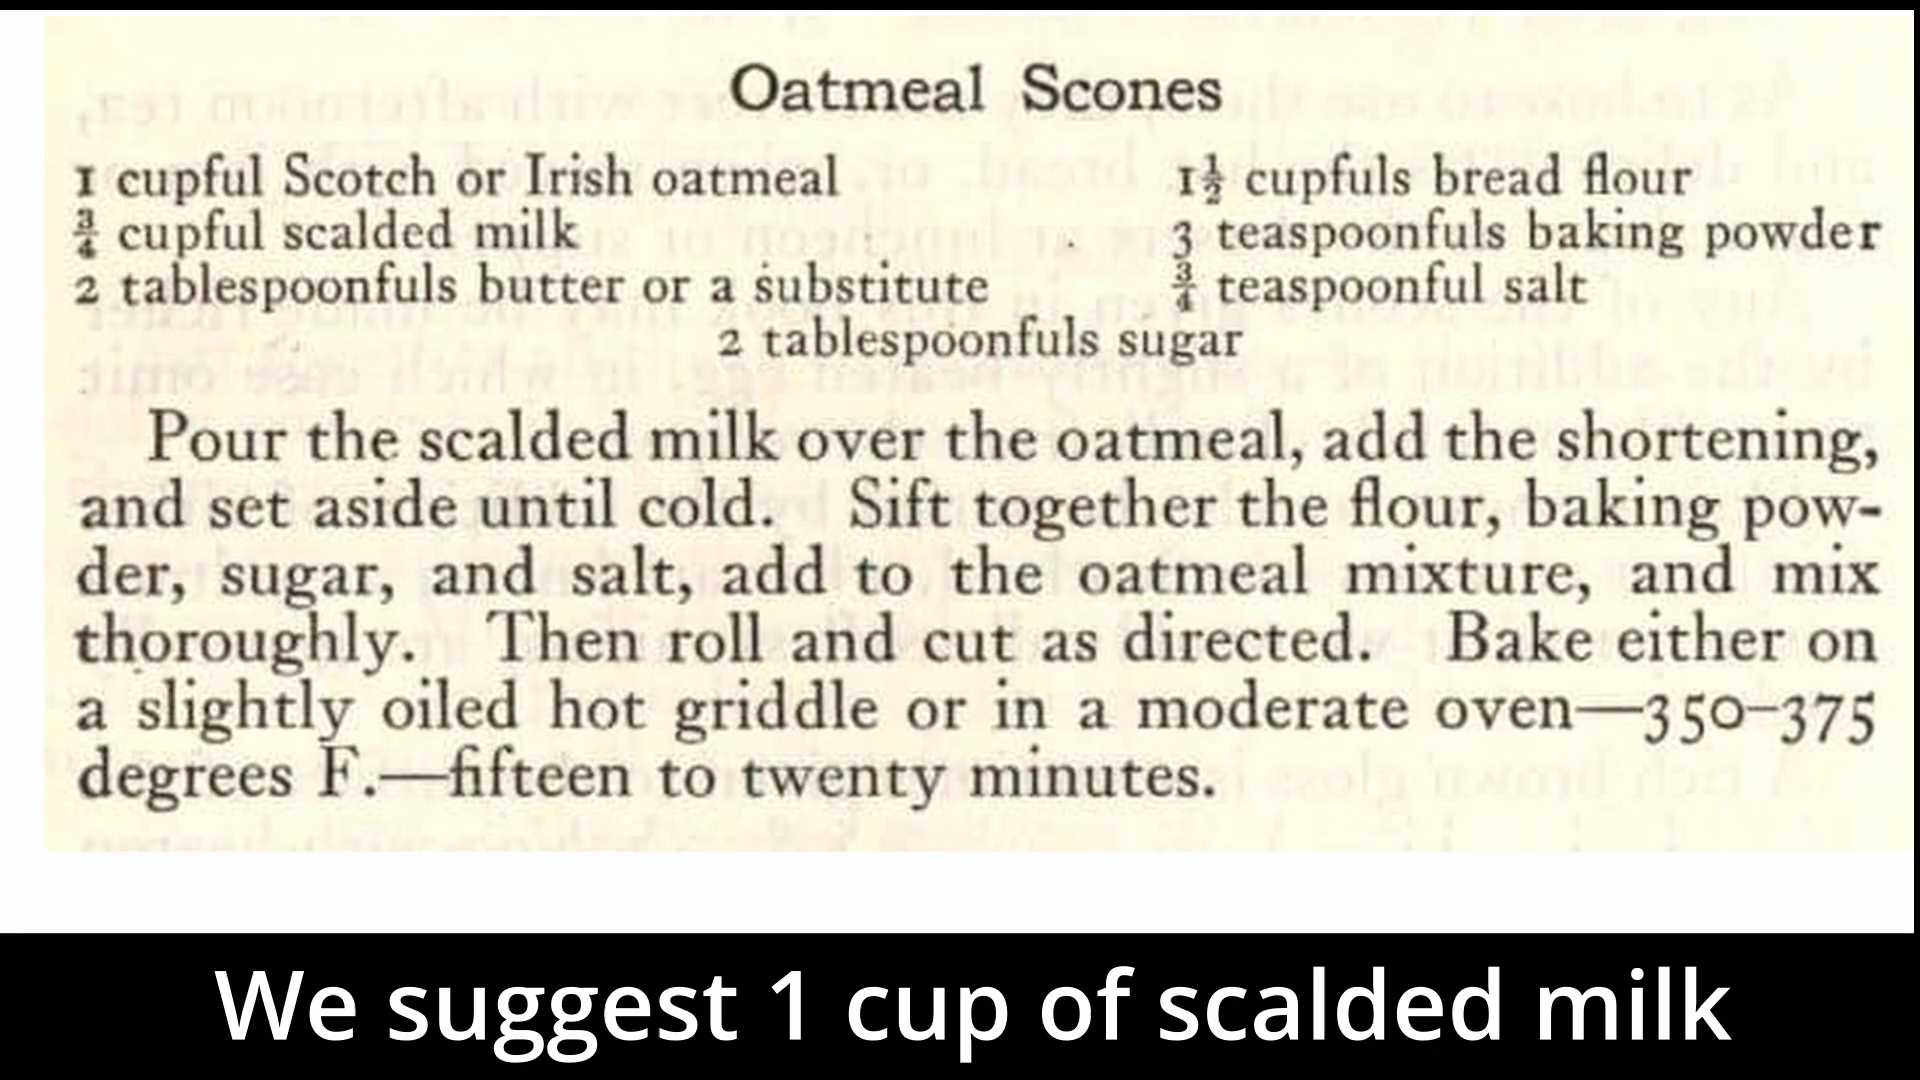 Oatmeal Scones
1 cupful Scotch or Irish oatmeal
¾ cupful scalded milk
2 tablespoonfuls butter or a substitute
1½ cupfuls bread flour
3 teaspoonfuls baking powder
¾ teaspoonful salt
2 tablespoonfuls sugar
Pour the scalded milk over the oatmeal, add the shortening,
and set aside until cold. Sift together the flour, baking pow-
der, sugar, and salt, add to the oatmeal mixture, and mix
thoroughly. Then roll and cut as directed. Bake either on
a slightly oiled hot griddle or in a moderate oven—350–375
degrees F.—fifteen to twenty minutes.
We suggest 1 cup of scalded milk